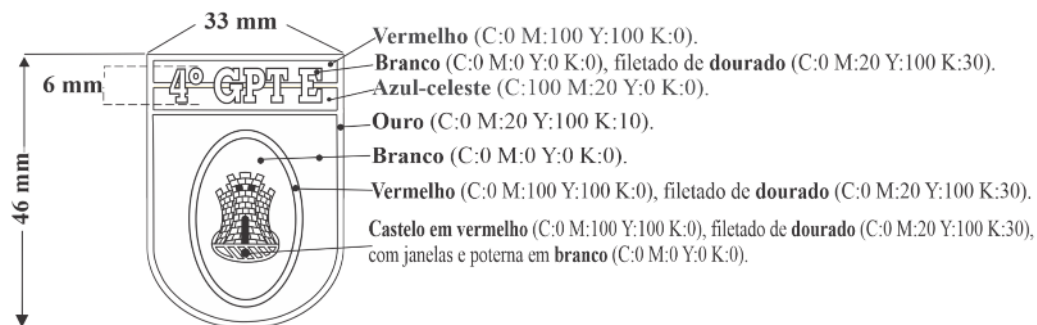 33 mm
Vermelho (C:0 M:100 Y:100 K:0).
Branco (C:0 M:0 Y:0 K:0), filetado de dourado (C:0 M:20 Y:100 K:30).
6 mm
4º GPT E
Azul-celeste (C:100 M:20 Y:0 K:0).
Ouro (C:0 M:20 Y:100 K:10).
Branco (C:0 M:0 Y:0 K:0).
46 mm
Vermelho (C:0 M:100 Y:100 K:0), filetado de dourado (C:0 M:20 Y:100 K:30).
Castelo em vermelho (C:0 M:100 Y:100 K:0), filetado de dourado (C:0 M:20 Y:100 K:30),
com janelas e poterna em branco (C:0 M:0 Y:0 K:0).